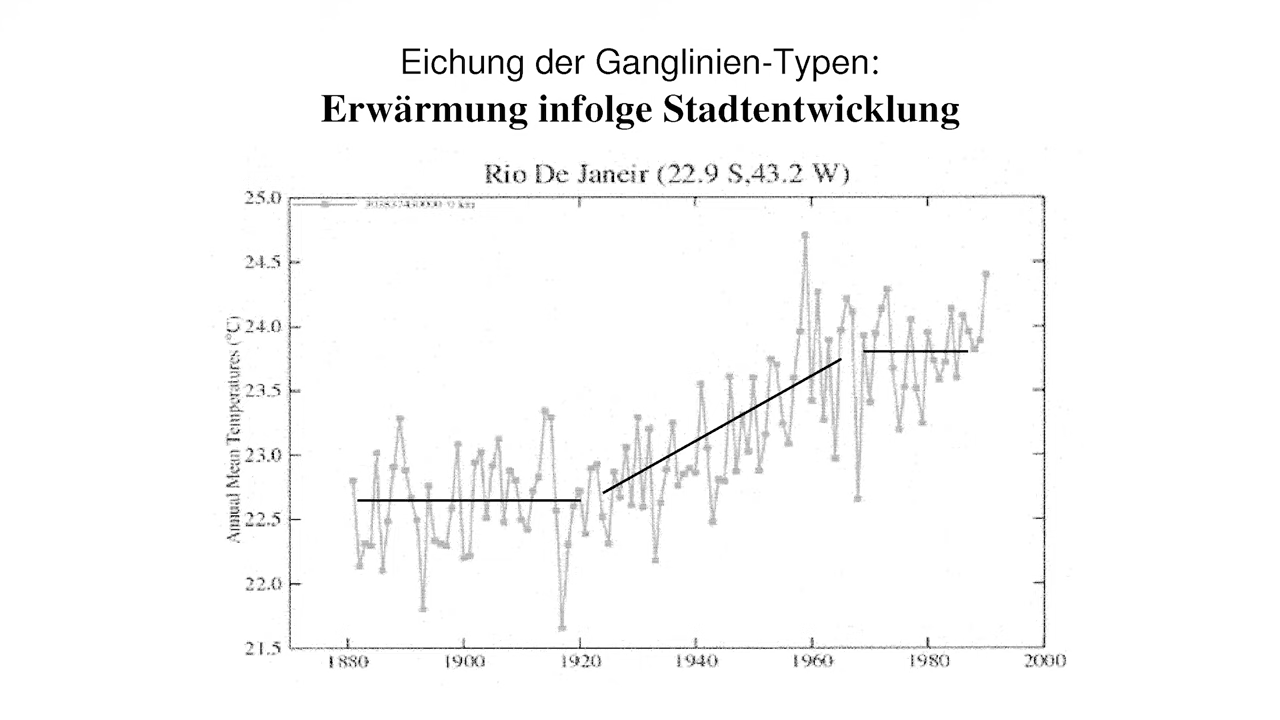 Eichung der Ganglinien-Typen:
Erwärmung infolge Stadtentwicklung
Rio De Janeir (22.9 S,43.2 W)
25.0
24.5
24.0
23.5
23.0
22.5
22.0
21.5
Annual Mean Temperatures (°C)
1880 1900 1920 1940 1960 1980 2000